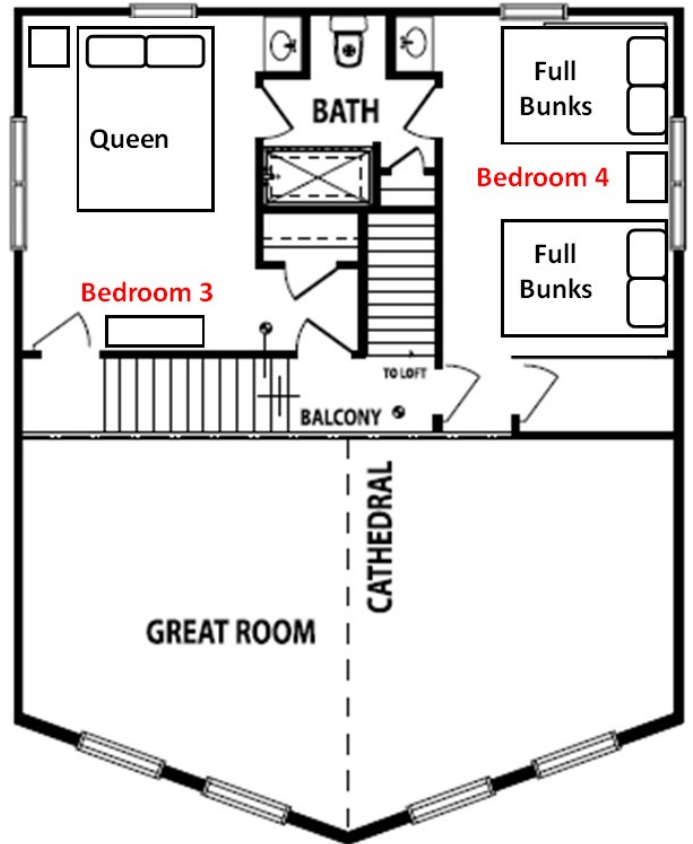 Queen
BATH
Full
Bunks
Bedroom 4
Full
Bunks
Bedroom 3
TO LOFT
BALCONY
CATHEDRAL
GREAT ROOM